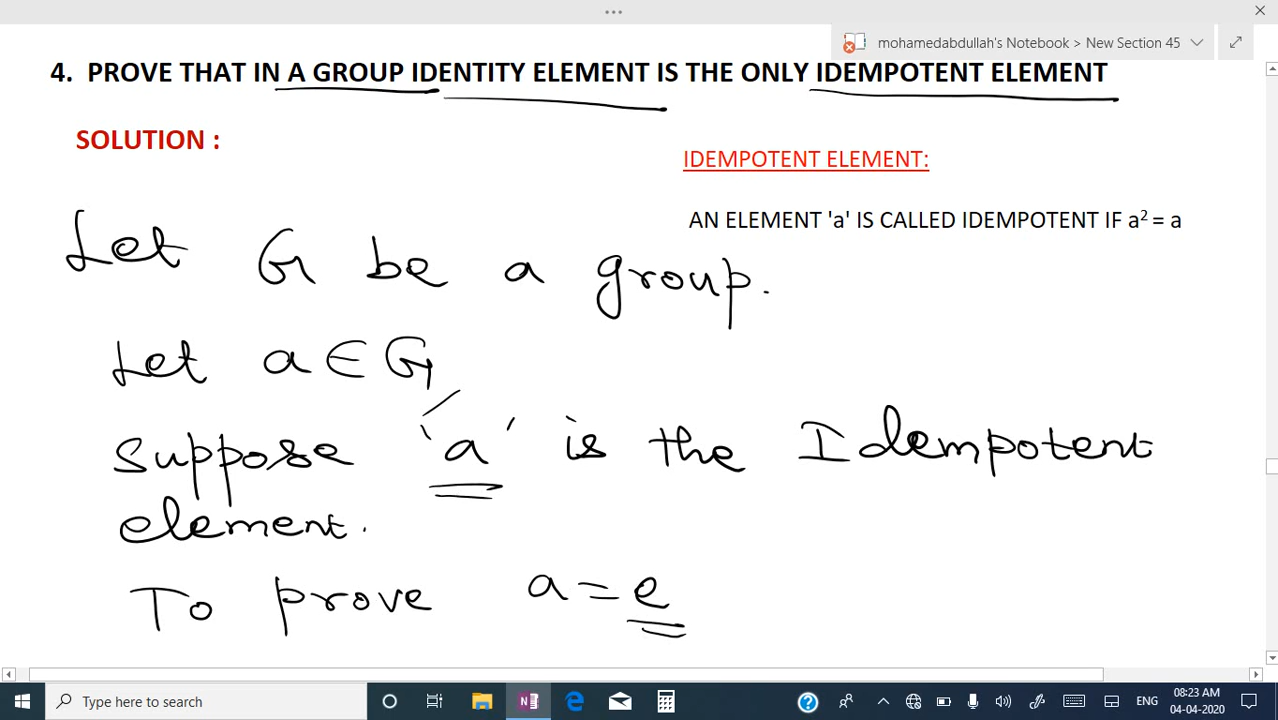 mohamedabdullah's Notebook > New Section 45
4. PROVE THAT IN A GROUP IDENTITY ELEMENT IS THE ONLY IDEMPOTENT ELEMENT
SOLUTION :
IDEMPOTENT ELEMENT:
AN ELEMENT 'a' IS CALLED IDEMPOTENT IF a² = a
Let G be a group.
Let a ∈ G
suppose 'a' is the Idempotent
element.
To prove a = e
Type here to search
ENG
08:23 AM
04-04-2020